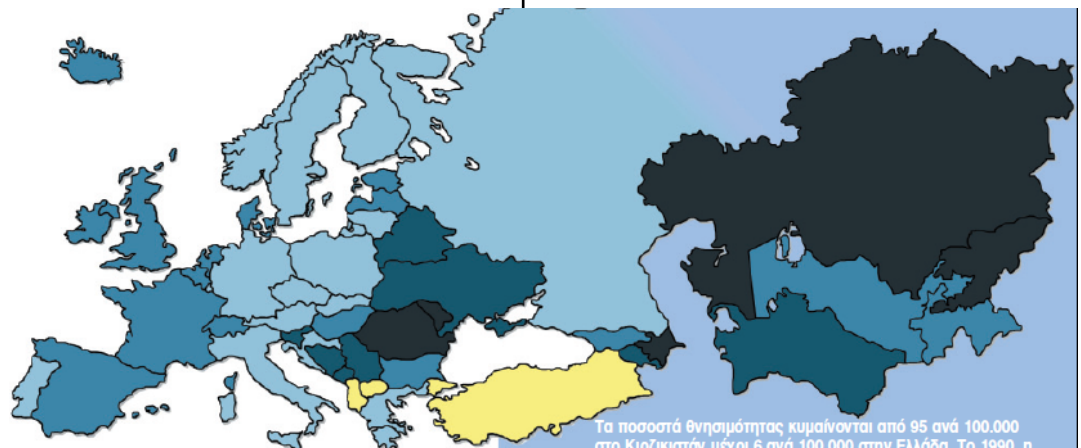 Τα ποσοστά θνησιμότητας κυμαίνονται από 95 ανά 100.000
στο Κιρζικιστάν μέχρι 6 ανά 100.000 στην Ελλάδα. Το 1990, η